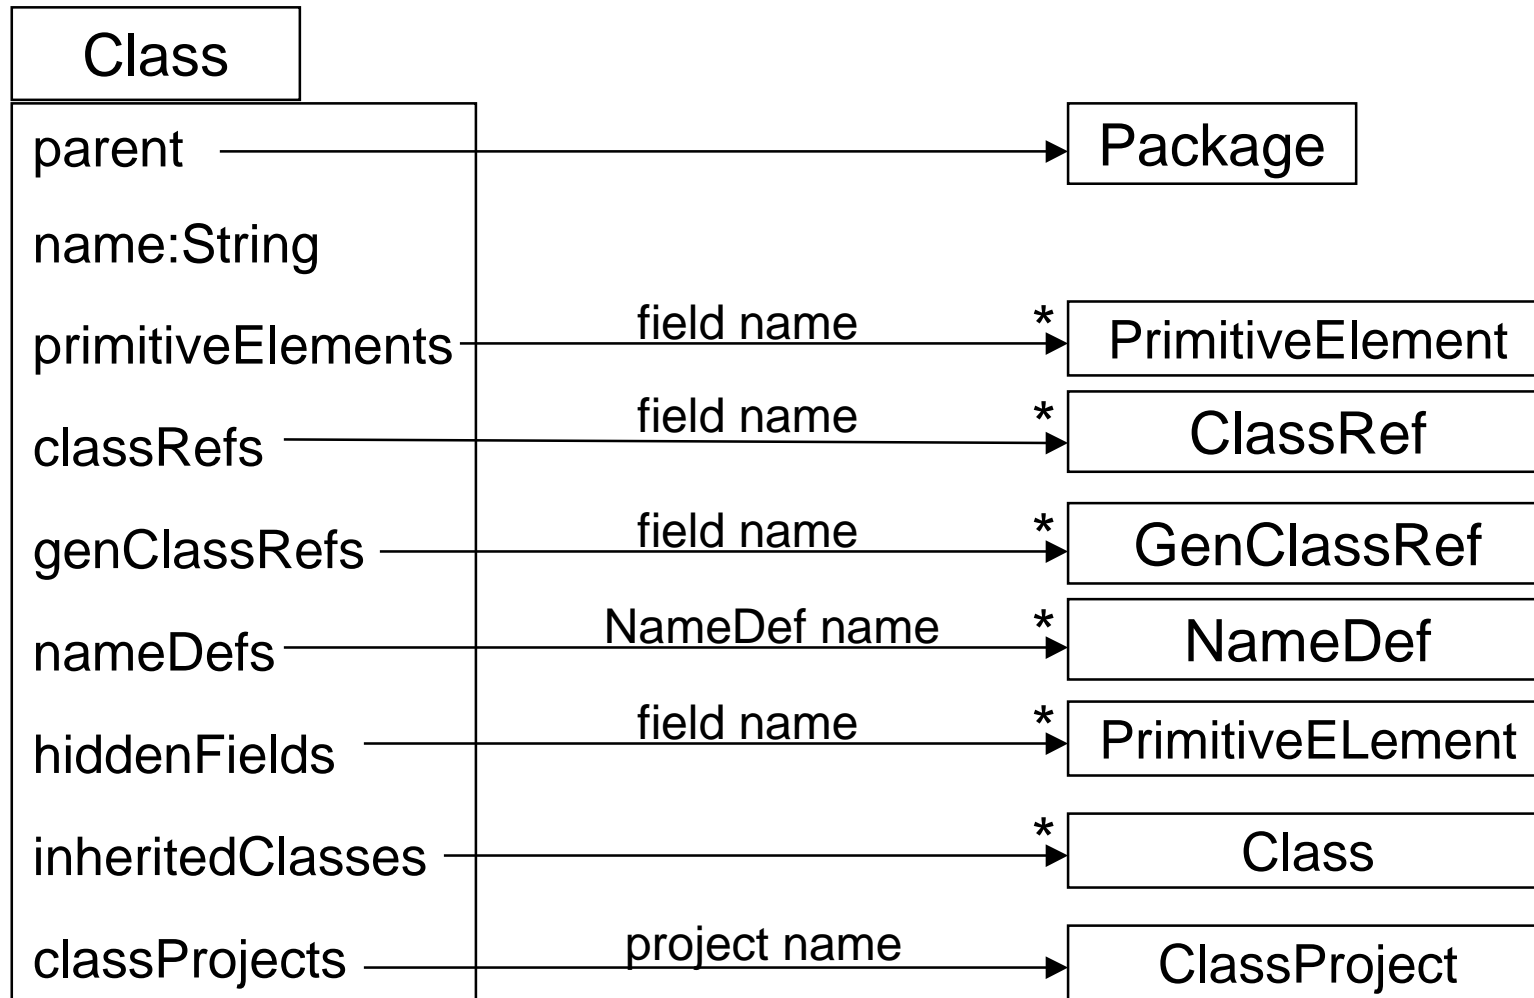 Class
parent
Package
name:String
primitiveElements
field name
*
PrimitiveElement
classRefs
field name
*
ClassRef
genClassRefs
field name
*
GenClassRef
nameDefs
NameDef name
*
NameDef
hiddenFields
field name
*
PrimitiveELement
inheritedClasses
*
Class
classProjects
project name
ClassProject